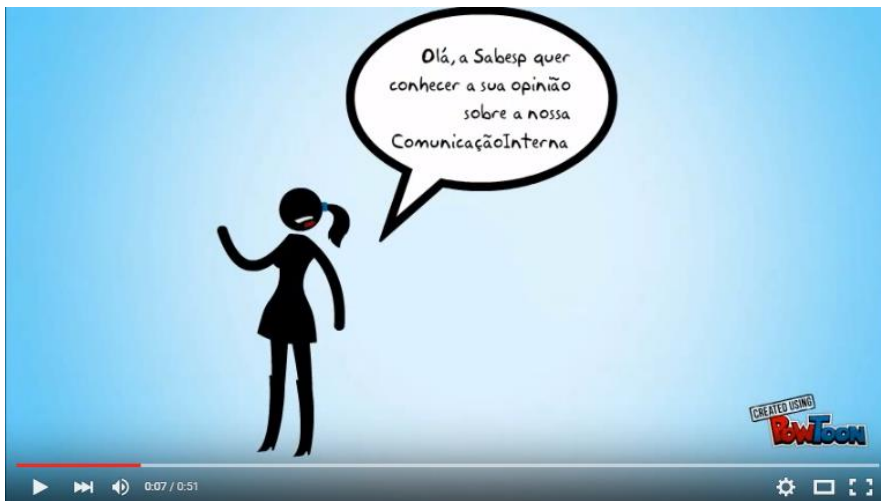 Olá, a Sabesp quer
conhecer a sua opinião
sobre a nossa
ComunicaçãoInterna
CREATED USING
POWTOON
0:07 / 0:51